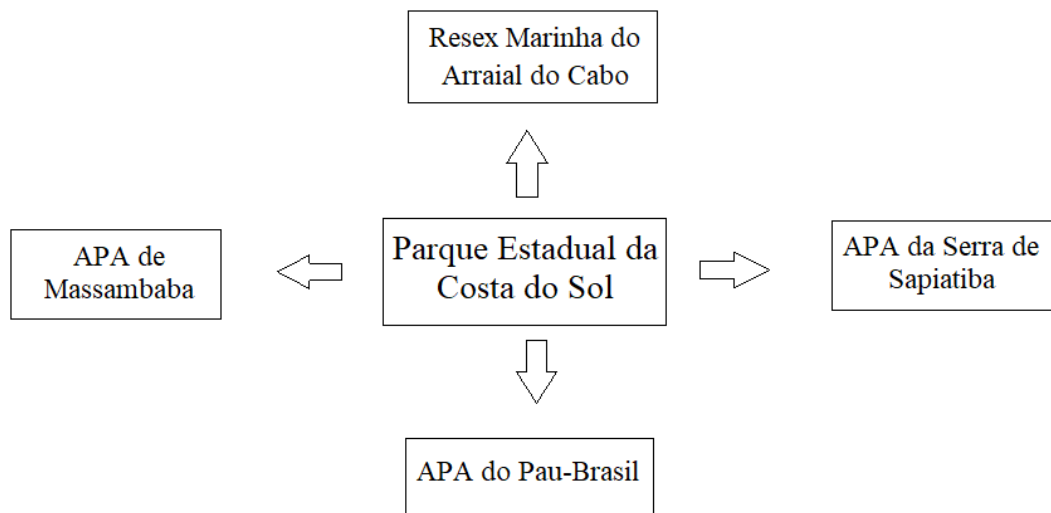 Resex Marinha do
Arraial do Cabo
APA de
Massambaba
Parque Estadual da
Costa do Sol
APA da Serra de
Sapiatiba
APA do Pau-Brasil